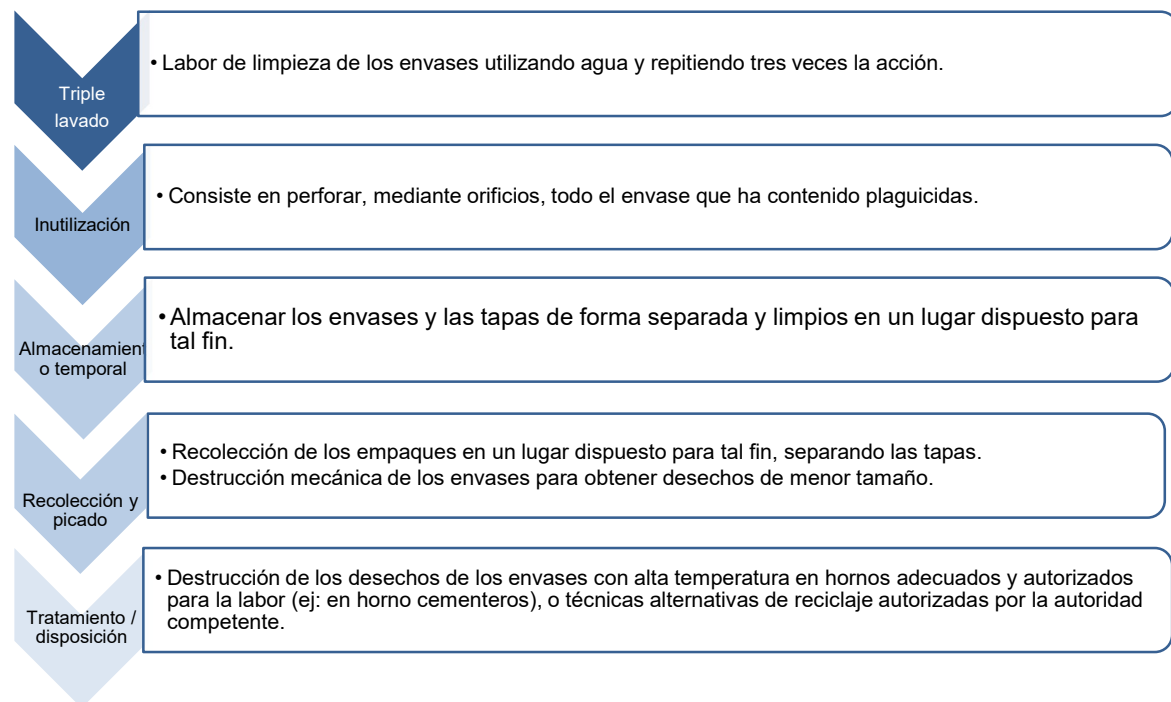 Triple
lavado
• Labor de limpieza de los envases utilizando agua y repitiendo tres veces la acción.
Inutilización
• Consiste en perforar, mediante orificios, todo el envase que ha contenido plaguicidas.
Almacenamient
o temporal
• Almacenar los envases y las tapas de forma separada y limpios en un lugar dispuesto para
tal fin.
Recolección y
picado
• Recolección de los empaques en un lugar dispuesto para tal fin, separando las tapas.
• Destrucción mecánica de los envases para obtener desechos de menor tamaño.
Tratamiento /
disposición
• Destrucción de los desechos de los envases con alta temperatura en hornos adecuados y autorizados
para la labor (ej: en horno cementeros), o técnicas alternativas de reciclaje autorizadas por la autoridad
competente.